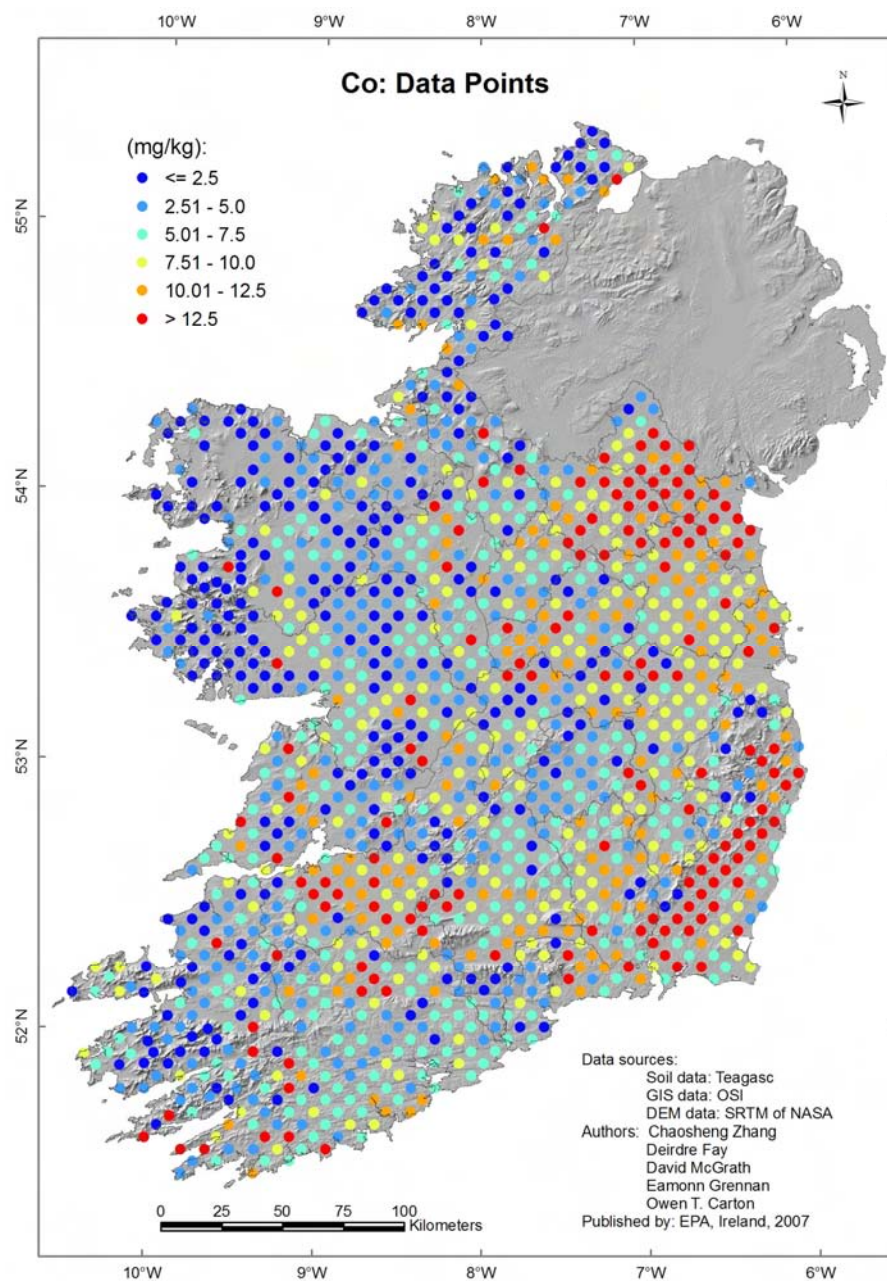 10°W 9°W 8°W 7°W 6°W
Co: Data Points
N
(mg/kg):
<= 2.5
2.51 - 5.0
5.01 - 7.5
7.51 - 10.0
10.01 - 12.5
> 12.5
55°N
54°N
53°N
52°N
Data sources:
Soil data: Teagasc
GIS data: OSI
DEM data: SRTM of NASA
Authors: Chaosheng Zhang
Deirdre Fay
David McGrath
Eamonn Grennan
Owen T. Carton
Published by: EPA, Ireland, 2007
0 25 50 75 100
Kilometers
10°W 9°W 8°W 7°W 6°W